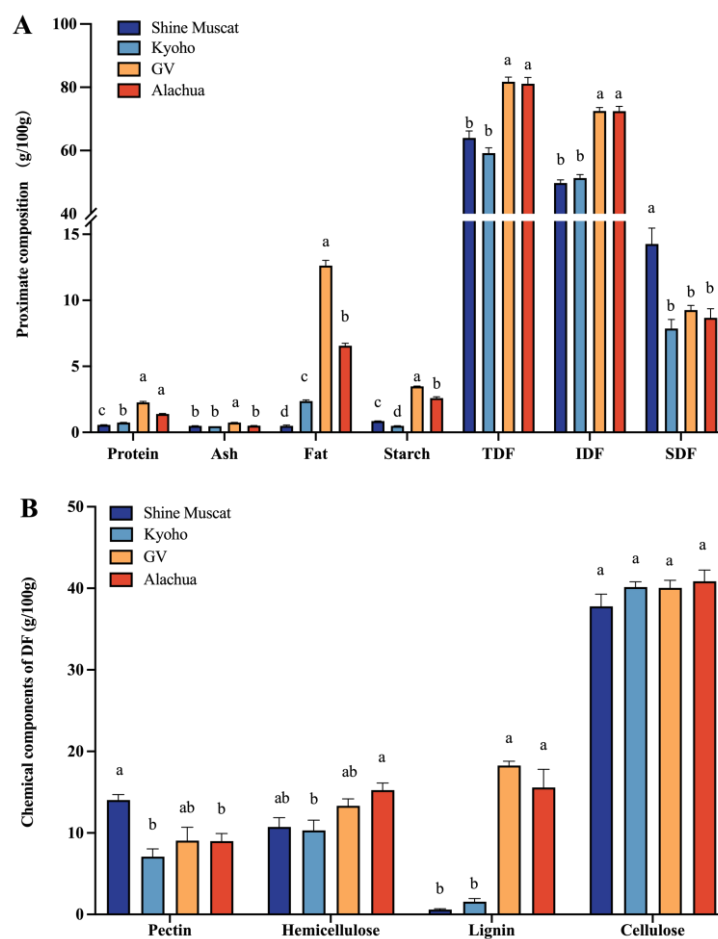 A
Shine Muscat
Kyoho
GV
Alachua
Proximate composition (g/100g)
100
80
60
40
15
10
5
0
c b a a
b b a b
d c a b
c d a b
b b a a
b b a a
a b b b
Protein Ash Fat Starch TDF IDF SDF
B
Shine Muscat
Kyoho
GV
Alachua
Chemical components of DF (g/100g)
50
40
30
20
10
0
a b ab b
ab b ab a
b b a a
a a a a
Pectin Hemicellulose Lignin Cellulose